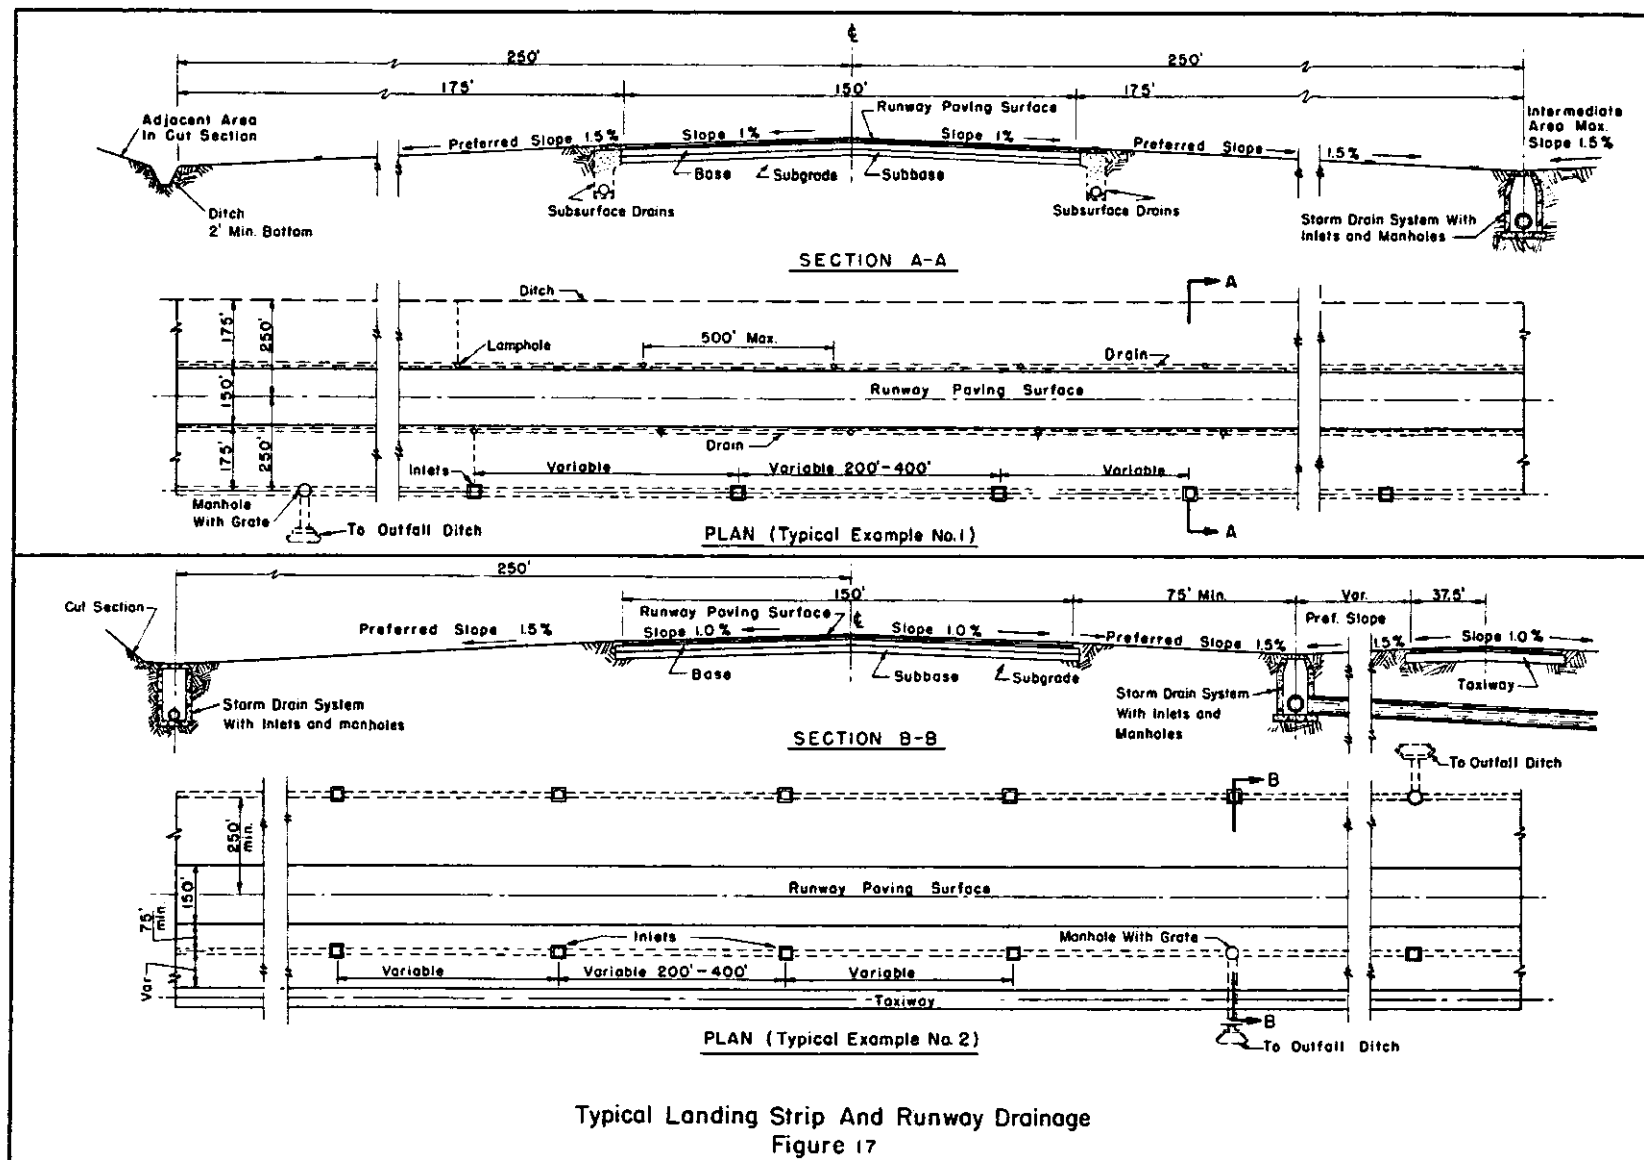 ℄
250' 250'
175' 150' 175'
Adjacent Area
In Cut Section
Preferred Slope 1.5%
Slope 1%
Runway Paving Surface
Slope 1%
Preferred Slope
1.5%
Intermediate
Area Max.
Slope 1.5%
Base
Subgrade
Subbase
Ditch
2' Min. Bottom
Subsurface Drains
Subsurface Drains
Storm Drain System With
Inlets and Manholes
SECTION A-A
Ditch
A
175'
250'
Lamphole
500' Max.
Drain
150'
Runway Paving Surface
175'
250'
Drain
Inlets
Variable
Variable 200'-400'
Variable
Manhole
With Grate
To Outfall Ditch
A
PLAN (Typical Example No. 1)
250'
150'
75' Min.
Var.
37.5'
Cut Section
Runway Paving Surface
℄
Preferred Slope 1.5%
Slope 1.0%
Slope 1.0%
Preferred Slope 1.5%
Pref. Slope
1.5%
Slope 1.0%
Base
Subbase
Subgrade
Taxiway
Storm Drain System
With Inlets and manholes
Storm Drain System
With Inlets and
Manholes
SECTION B-B
To Outfall Ditch
B
250'
min.
150'
Runway Paving Surface
75'
min.
Var.
Inlets
Manhole With Grate
Variable
Variable 200'-400'
Variable
Taxiway
B
To Outfall Ditch
PLAN (Typical Example No. 2)
Typical Landing Strip And Runway Drainage
Figure 17